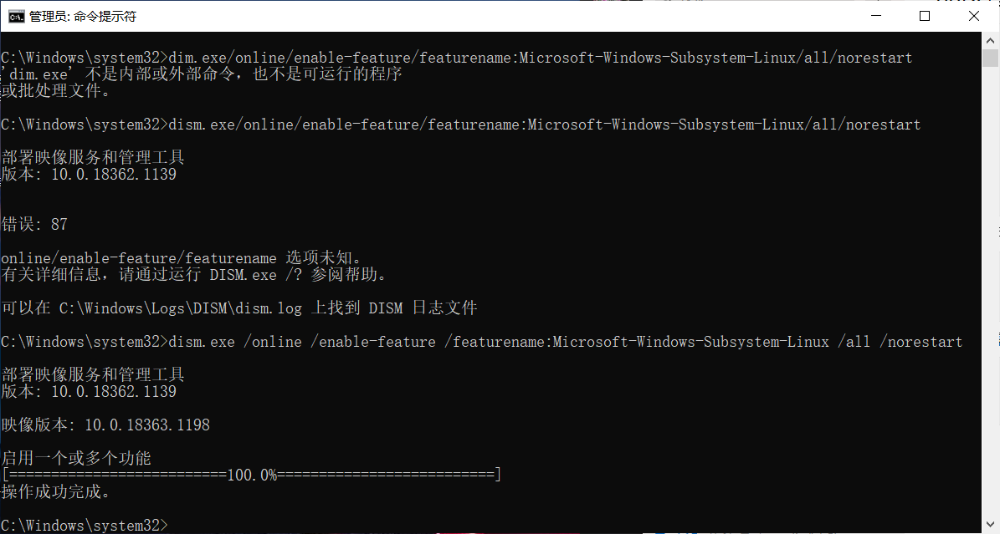 管理员: 命令提示符
C:\Windows\system32>dim.exe/online/enable-feature/featurename:Microsoft-Windows-Subsystem-Linux/all/norestart
'dim.exe' 不是内部或外部命令，也不是可运行的程序
或批处理文件。
C:\Windows\system32>dism.exe/online/enable-feature/featurename:Microsoft-Windows-Subsystem-Linux/all/norestart
部署映像服务和管理工具
版本: 10.0.18362.1139
错误: 87
online/enable-feature/featurename 选项未知。
有关详细信息，请通过运行 DISM.exe /? 参阅帮助。
可以在 C:\Windows\Logs\DISM\dism.log 上找到 DISM 日志文件
C:\Windows\system32>dism.exe /online /enable-feature /featurename:Microsoft-Windows-Subsystem-Linux /all /norestart
部署映像服务和管理工具
版本: 10.0.18362.1139
映像版本: 10.0.18363.1198
启用一个或多个功能
[==========================100.0%==========================]
操作成功完成。
C:\Windows\system32>